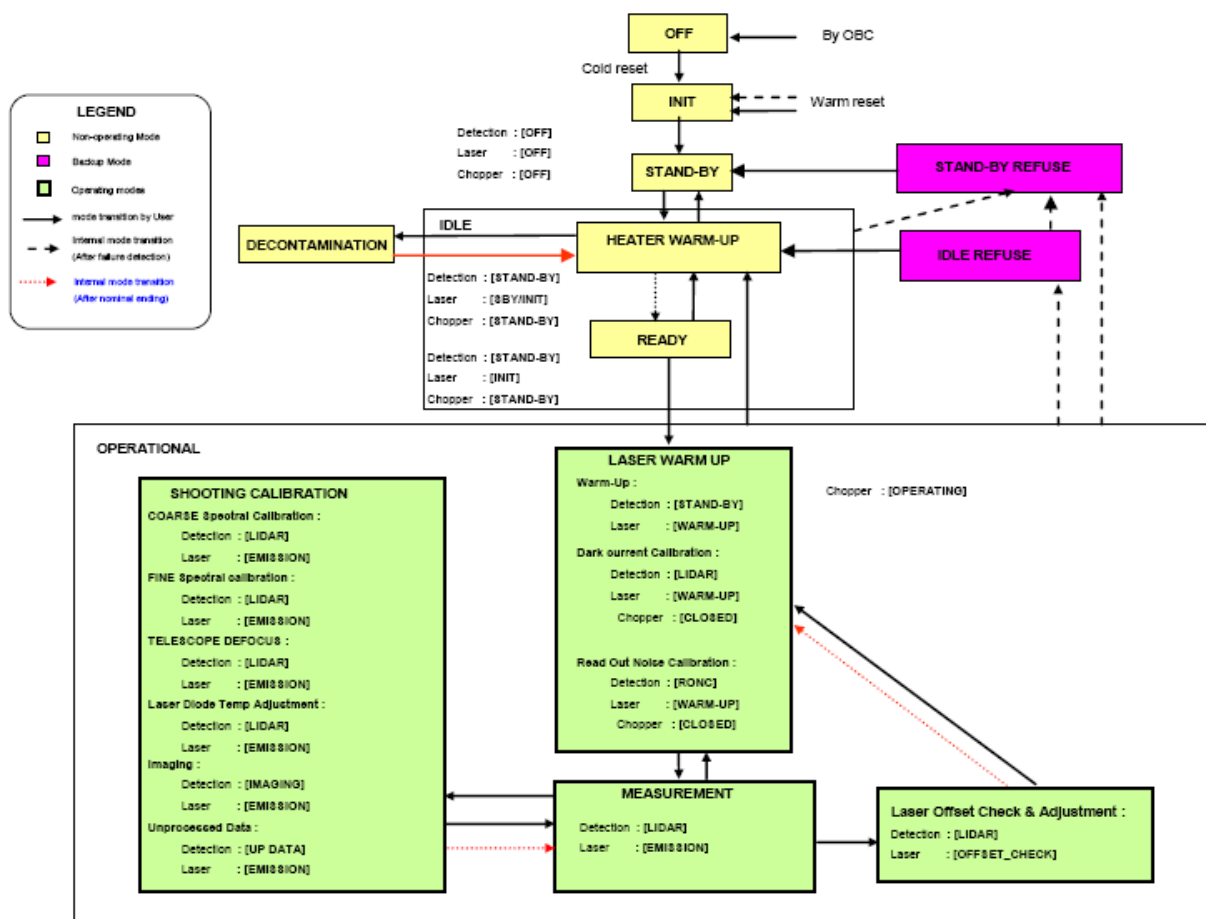 OFF
By OBC
Cold reset
INIT
Warm reset
LEGEND
Non-operating Mode
Backup Mode
Operating modes
mode transition by User
Internal mode transition
(After failure detection)
Internal mode transition
(After nominal ending)
Detection : [OFF]
Laser : [OFF]
Chopper : [OFF]
STAND-BY
STAND-BY REFUSE
IDLE
DECONTAMINATION
HEATER WARM-UP
IDLE REFUSE
Detection : [STAND-BY]
Laser : [SBY/INIT]
Chopper : [STAND-BY]
READY
Detection : [STAND-BY]
Laser : [INIT]
Chopper : [STAND-BY]
OPERATIONAL
SHOOTING CALIBRATION
COARSE Spectral Calibration :
Detection : [LIDAR]
Laser : [EMISSION]
FINE Spectral calibration :
Detection : [LIDAR]
Laser : [EMISSION]
TELESCOPE DEFOCUS :
Detection : [LIDAR]
Laser : [EMISSION]
Laser Diode Temp Adjustment :
Detection : [LIDAR]
Laser : [EMISSION]
Imaging :
Detection : [IMAGING]
Laser : [EMISSION]
Unprocessed Data :
Detection : [UP DATA]
Laser : [EMISSION]
LASER WARM UP
Warm-Up :
Detection : [STAND-BY]
Laser : [WARM-UP]
Dark current Calibration :
Detection : [LIDAR]
Laser : [WARM-UP]
Chopper : [CLOSED]
Read Out Noise Calibration :
Detection : [RONC]
Laser : [WARM-UP]
Chopper : [CLOSED]
Chopper : [OPERATING]
MEASUREMENT
Detection : [LIDAR]
Laser : [EMISSION]
Laser Offset Check & Adjustment :
Detection : [LIDAR]
Laser : [OFFSET_CHECK]